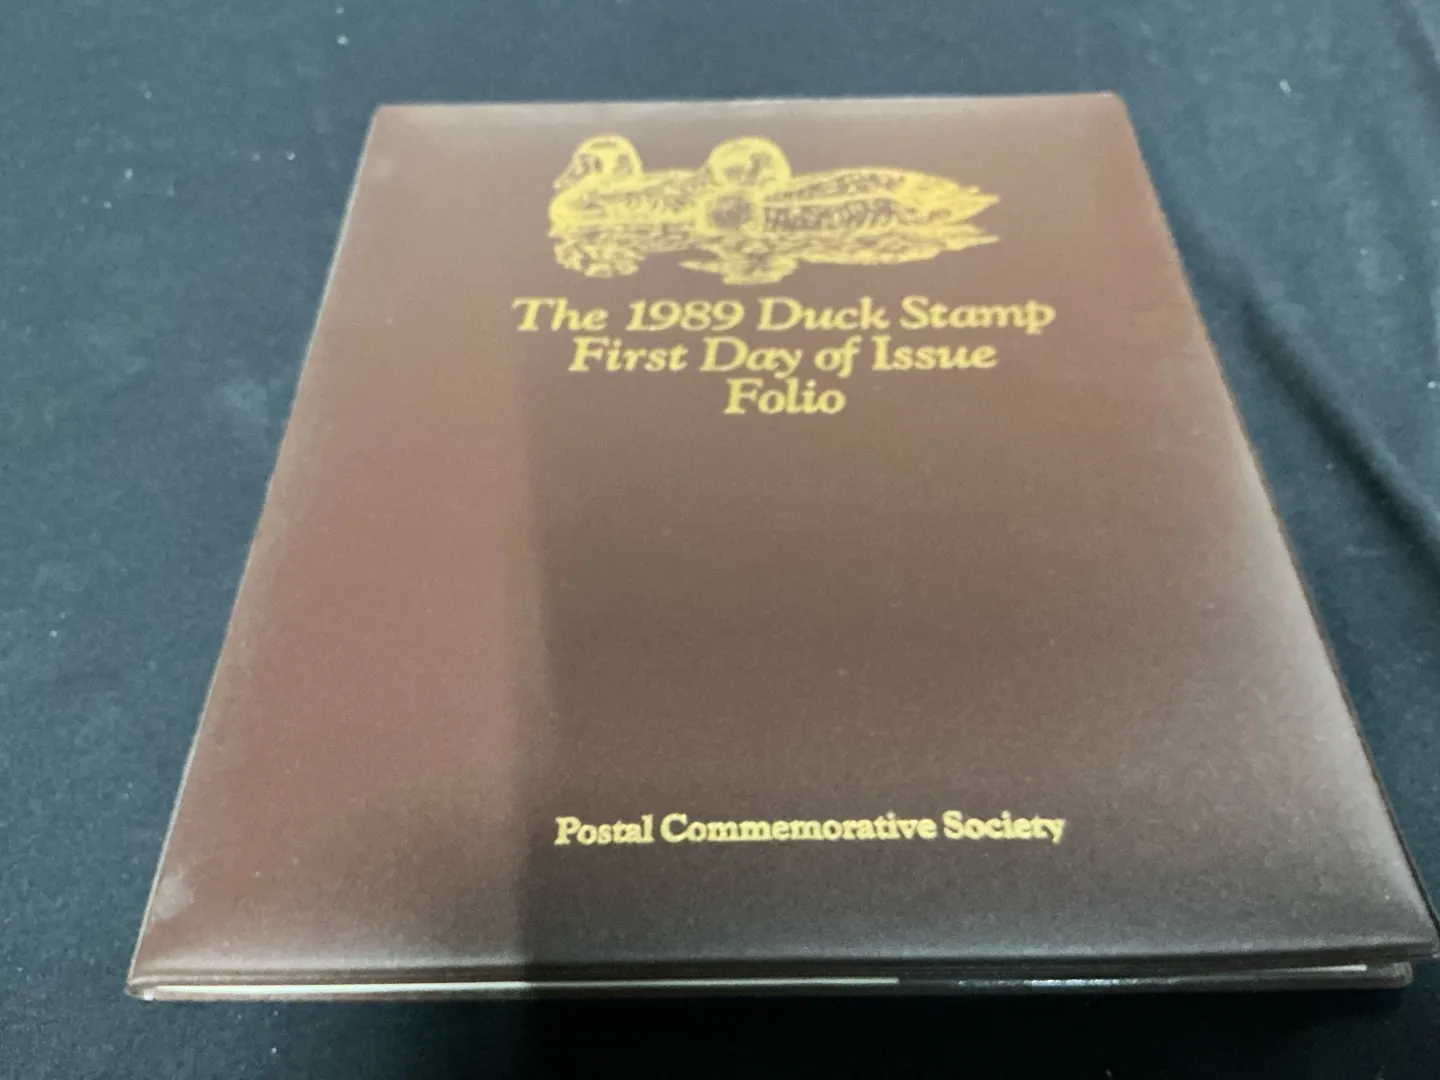 The 1989 Duck Stamp
First Day of Issue
Folio
Postal Commemorative Society